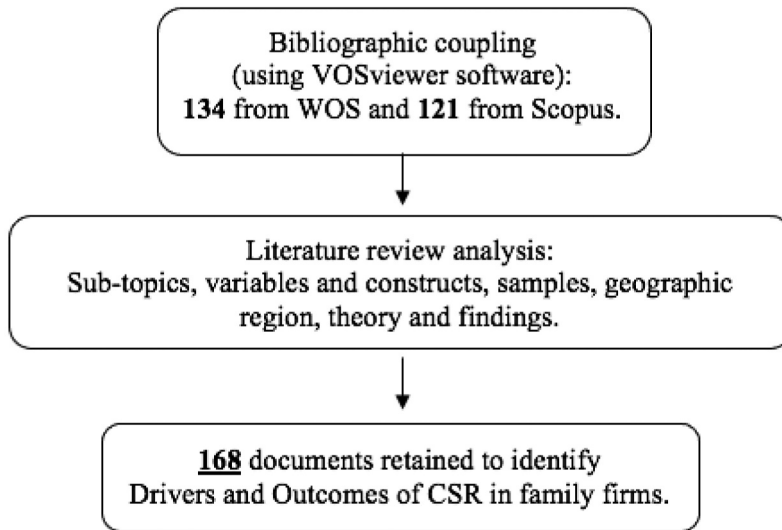 Bibliographic coupling
(using VOSviewer software):
134 from WOS and 121 from Scopus.
Literature review analysis:
Sub-topics, variables and constructs, samples, geographic
region, theory and findings.
168 documents retained to identify
Drivers and Outcomes of CSR in family firms.